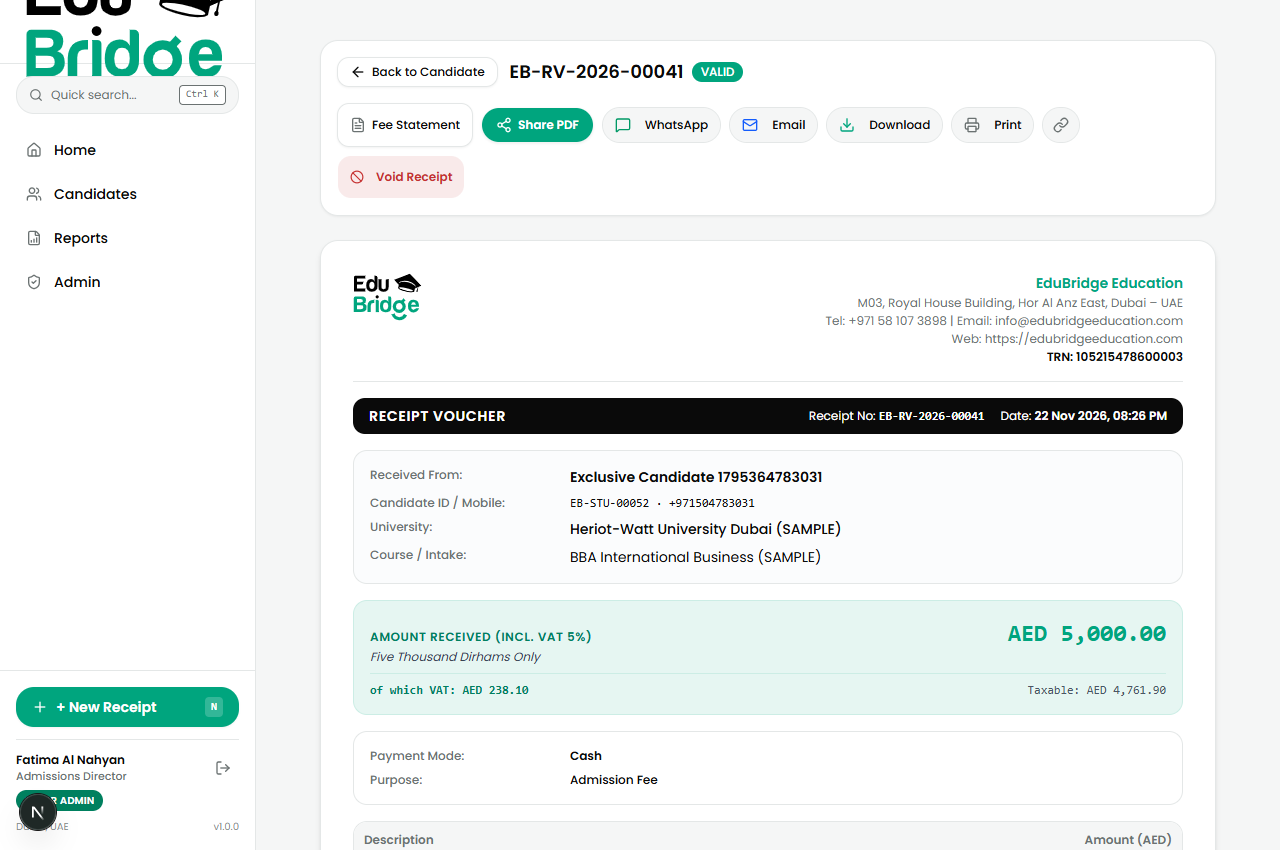 Edu
Bridge
Quick search...
Ctrl K
Home
Candidates
Reports
Admin
+ New Receipt
N
Fatima Al Nahyan
Admissions Director
ADMIN
N
UAE
v1.0.0
Back to Candidate
EB-RV-2026-00041
VALID
Fee Statement
Share PDF
WhatsApp
Email
Download
Print
Void Receipt
Edu
Bridge
EduBridge Education
M03, Royal House Building, Hor Al Anz East, Dubai – UAE
Tel: +971 58 107 3898 | Email: info@edubridgeeducation.com
Web: https://edubridgeeducation.com
TRN: 105215478600003
RECEIPT VOUCHER
Receipt No: EB-RV-2026-00041 Date: 22 Nov 2026, 08:26 PM
Received From: Exclusive Candidate 1795364783031
Candidate ID / Mobile: EB-STU-00052 · +971504783031
University: Heriot-Watt University Dubai (SAMPLE)
Course / Intake: BBA International Business (SAMPLE)
AMOUNT RECEIVED (INCL. VAT 5%) AED 5,000.00
Five Thousand Dirhams Only
of which VAT: AED 238.10 Taxable: AED 4,761.90
Payment Mode: Cash
Purpose: Admission Fee
Description Amount (AED)